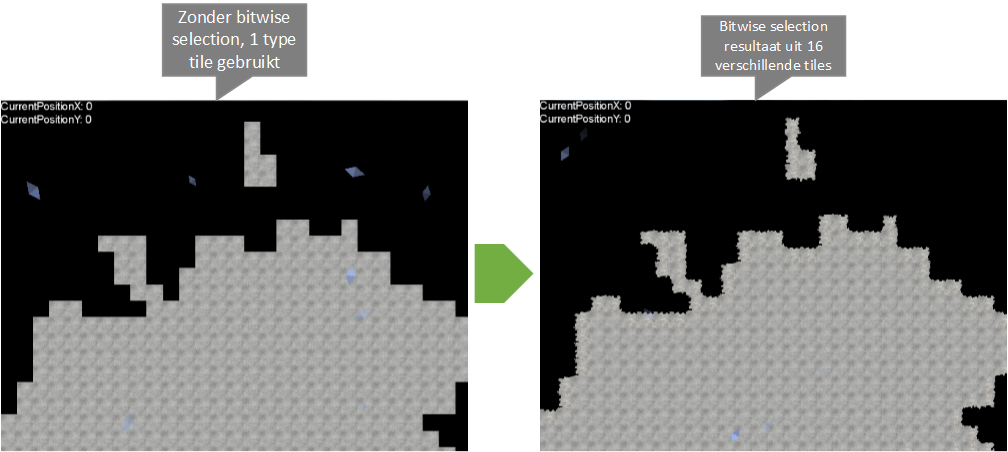 Zonder bitwise
selection, 1 type
tile gebruikt
Bitwise selection
resultaat uit 16
verschillende tiles
CurrentPositionX: 0
CurrentPositionY: 0
CurrentPositionX: 0
CurrentPositionY: 0